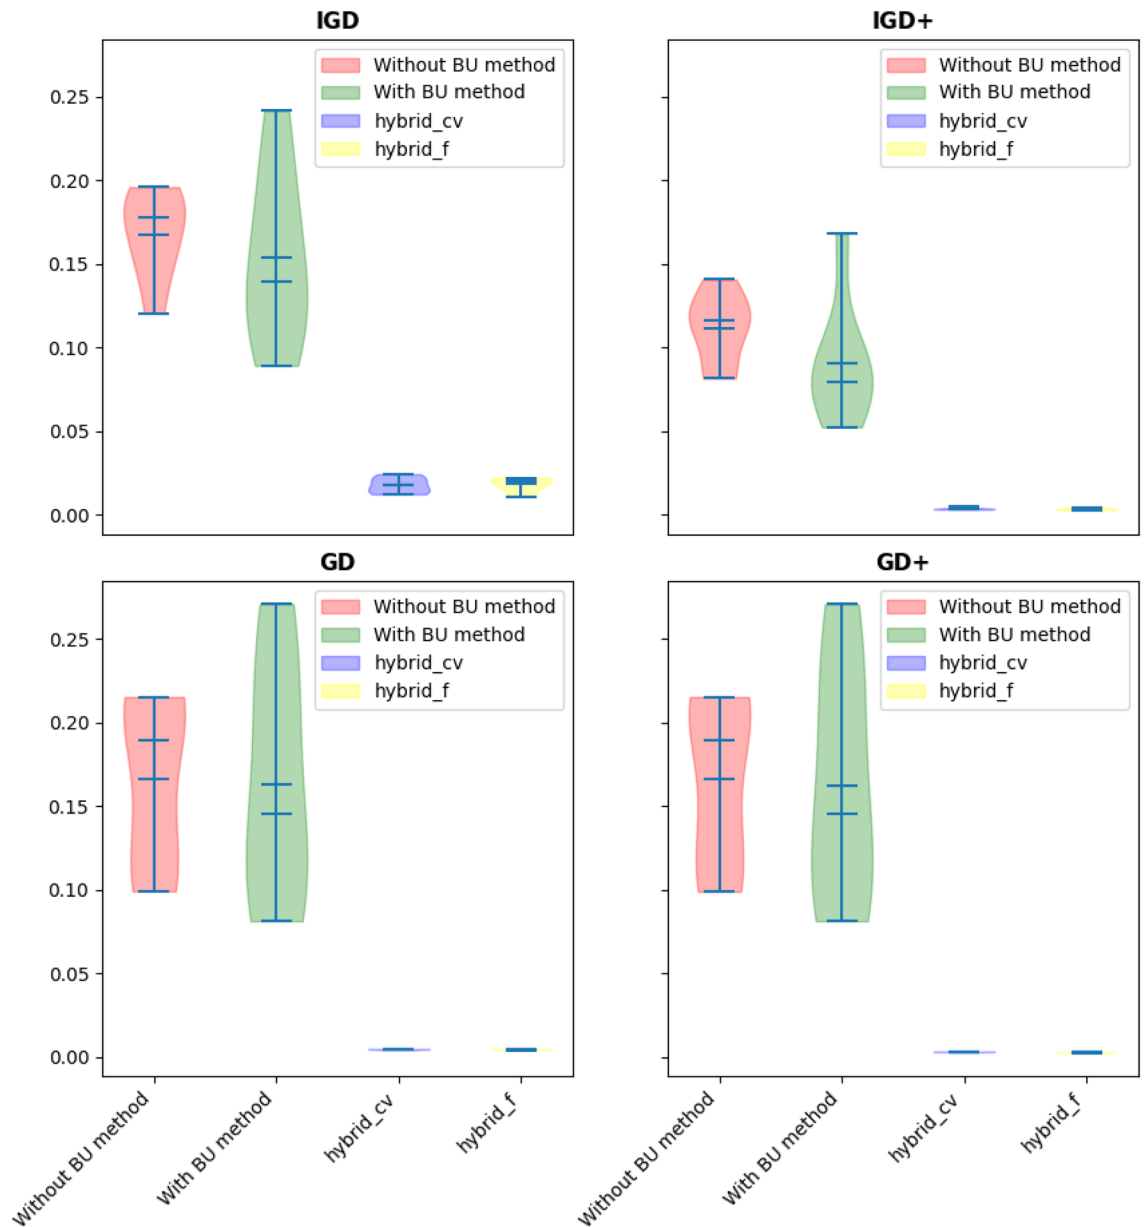 IGD
IGD+
Without BU method
With BU method
hybrid_cv
hybrid_f
Without BU method
With BU method
hybrid_cv
hybrid_f
0.25
0.20
0.15
0.10
0.05
0.00
GD
GD+
Without BU method
With BU method
hybrid_cv
hybrid_f
Without BU method
With BU method
hybrid_cv
hybrid_f
0.25
0.20
0.15
0.10
0.05
0.00
Without BU method
With BU method
hybrid_cv
hybrid_f
Without BU method
With BU method
hybrid_cv
hybrid_f